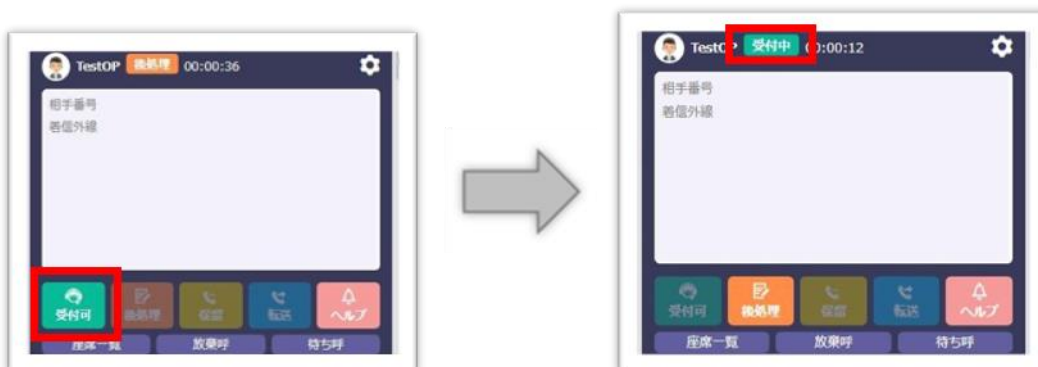 TestOP 後処理 00:00:36
相手番号
着信外線
受付可 後処理 保留 転送 ヘルプ
座席一覧 放棄呼 待ち呼
TestOP 受付中 00:00:12
相手番号
着信外線
受付可 後処理 保留 転送 ヘルプ
座席一覧 放棄呼 待ち呼